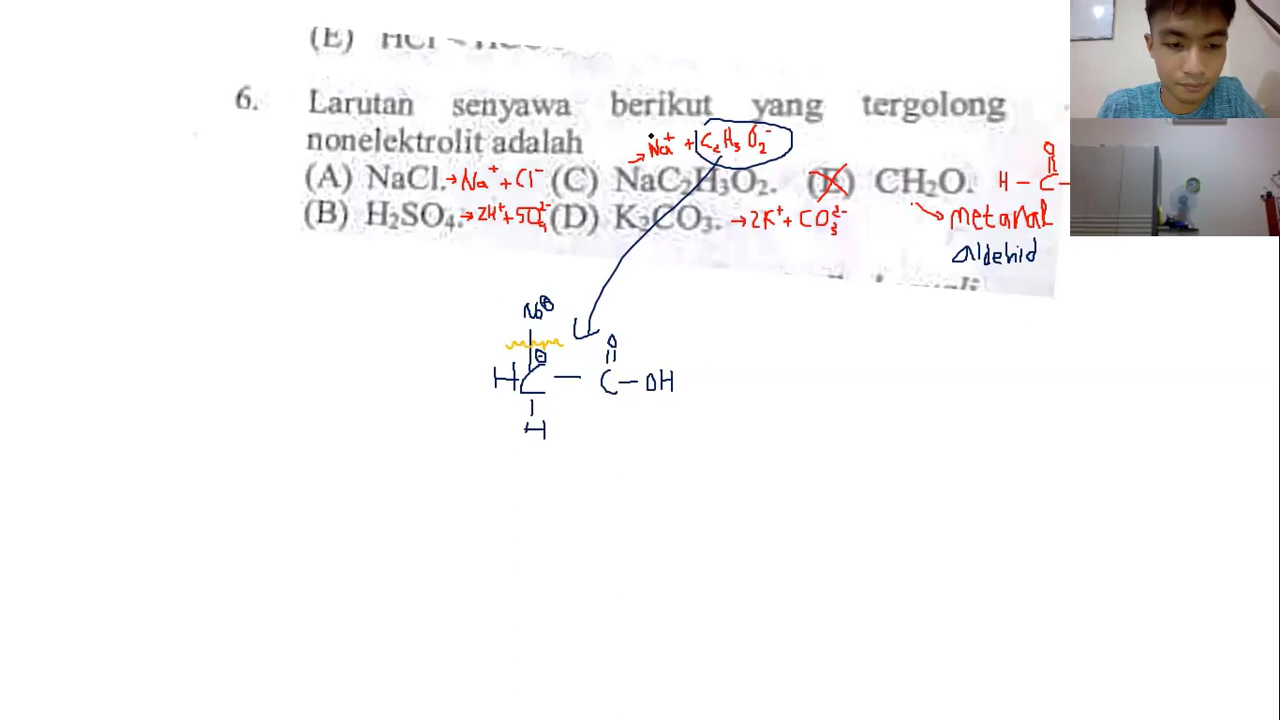 (E) HCl
6. Larutan senyawa berikut yang tergolong
nonelektrolit adalah
→ Na⁺ + C₂H₃O₂⁻
(A) NaCl. → Na⁺ + Cl⁻ (C) NaC₂H₃O₂. (E) CH₂O.
(B) H₂SO₄. → 2H⁺ + SO₄²⁻ (D) K₂CO₃. → 2K⁺ + CO₃²⁻
O
H – C –
metanal
Aldehid
Na⊕
⊖ O
H C — C – OH
H